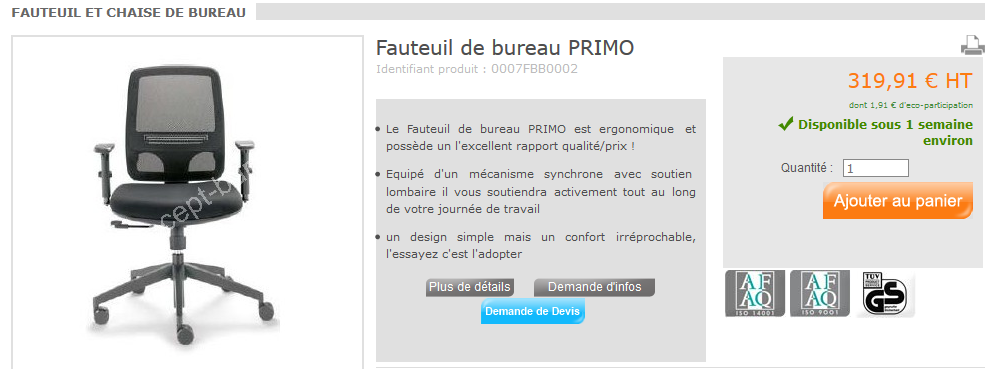 FAUTEUIL ET CHAISE DE BUREAU
Fauteuil de bureau PRIMO
Identifiant produit : 0007FBB0002
Le Fauteuil de bureau PRIMO est ergonomique et
possède un l'excellent rapport qualité/prix !
Equipé d'un mécanisme synchrone avec soutien
lombaire il vous soutiendra activement tout au long
de votre journée de travail
un design simple mais un confort irréprochable,
l'essayez c'est l'adopter
Plus de détails
Demande d'infos
Demande de Devis
319,91 € HT
dont 1,91 € d'eco-participation
Disponible sous 1 semaine
environ
Quantité :
1
Ajouter au panier
AF
AQ
ISO 14001
AF
AQ
ISO 9001
TÜV
GS